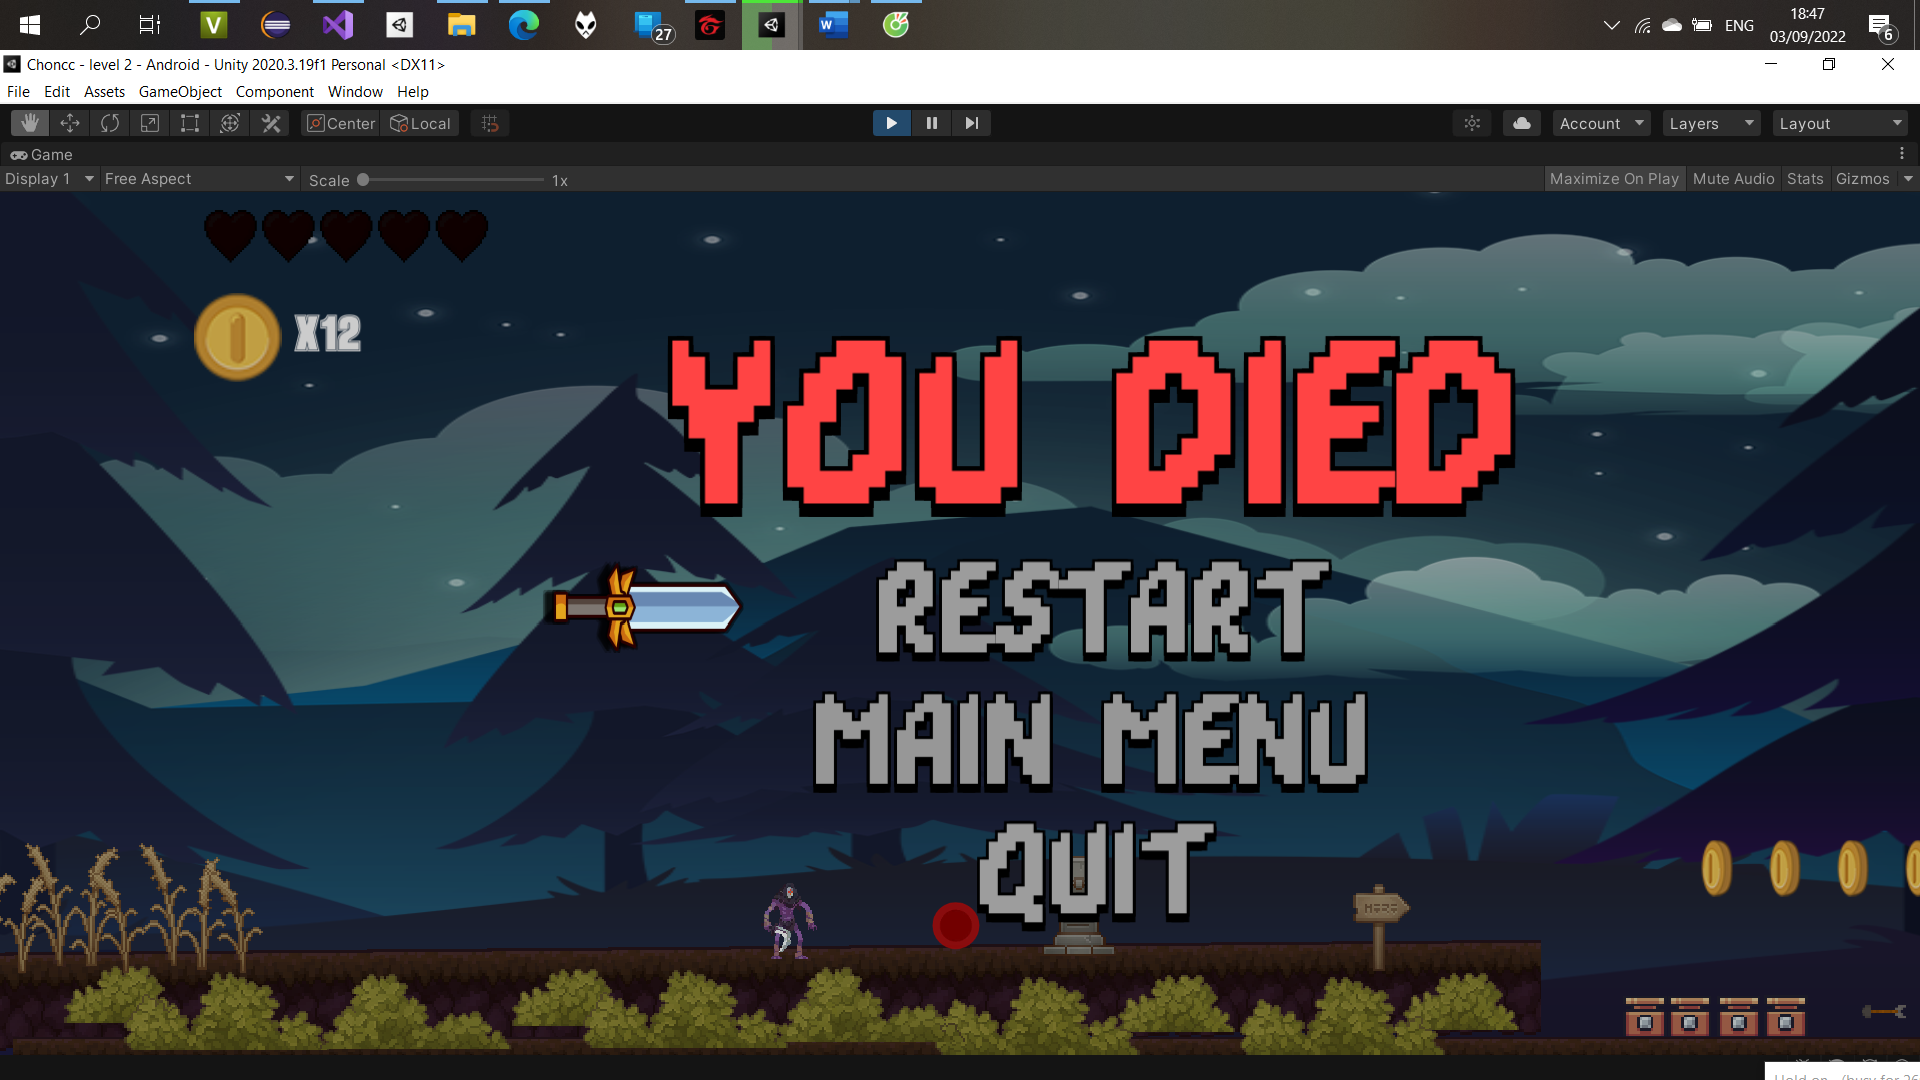 27
ENG
18:47
03/09/2022
6
Choncc - level 2 - Android - Unity 2020.3.19f1 Personal <DX11>
File Edit Assets GameObject Component Window Help
Center Local Account Layers Layout
Game
Display 1 Free Aspect Scale 1x Maximize On Play Mute Audio Stats Gizmos
X12
YOU DIED
RESTART
MAIN MENU
QUIT